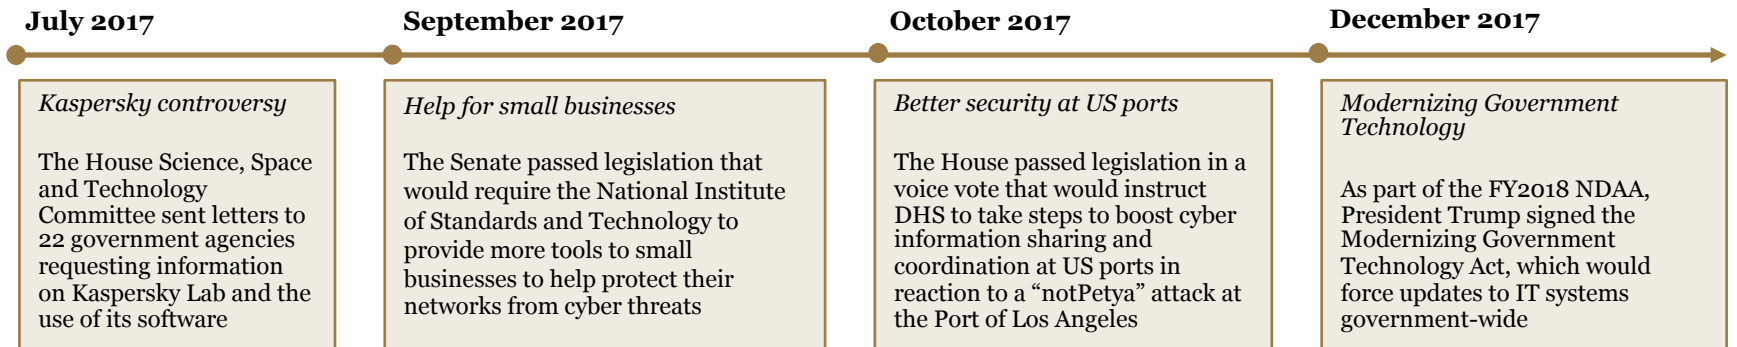 July 2017
Kaspersky controversy
The House Science, Space
and Technology
Committee sent letters to
22 government agencies
requesting information
on Kaspersky Lab and the
use of its software
September 2017
Help for small businesses
The Senate passed legislation that
would require the National Institute
of Standards and Technology to
provide more tools to small
businesses to help protect their
networks from cyber threats
October 2017
Better security at US ports
The House passed legislation in a
voice vote that would instruct
DHS to take steps to boost cyber
information sharing and
coordination at US ports in
reaction to a “notPetya” attack at
the Port of Los Angeles
December 2017
Modernizing Government
Technology
As part of the FY2018 NDAA,
President Trump signed the
Modernizing Government
Technology Act, which would
force updates to IT systems
government-wide